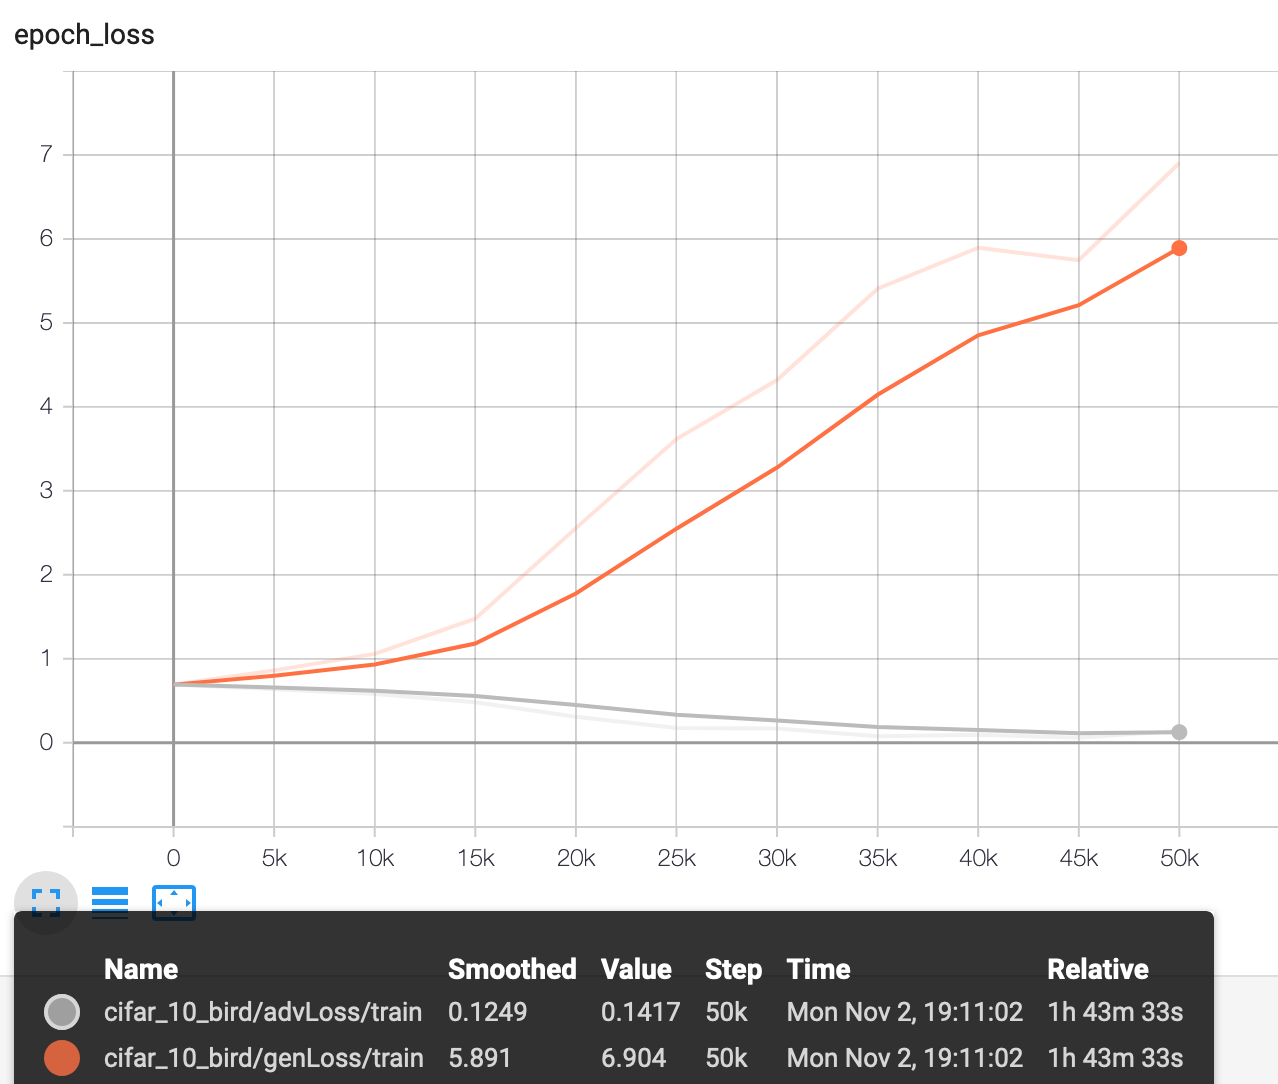 epoch_loss
7
6
5
4
3
2
1
0
0 5k 10k 15k 20k 25k 30k 35k 40k 45k 50k
Name Smoothed Value Step Time Relative
cifar_10_bird/advLoss/train 0.1249 0.1417 50k Mon Nov 2, 19:11:02 1h 43m 33s
cifar_10_bird/genLoss/train 5.891 6.904 50k Mon Nov 2, 19:11:02 1h 43m 33s